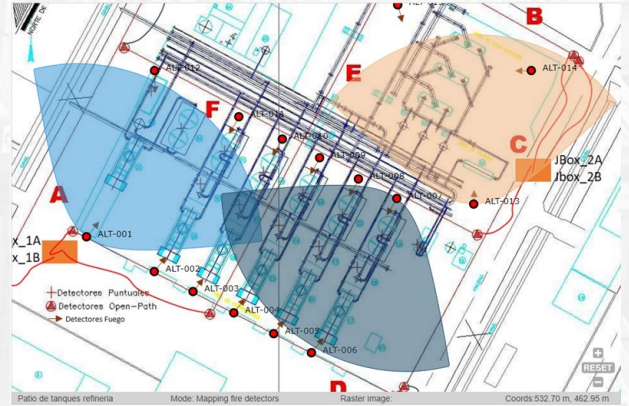 NORTE DE
B
ALT-012
E
ALT-014
F
ALT-011
ALT-010
C
ALT-009
JBox_2A
ALT-008
Jbox_2B
A
ALT-007
ALT-013
ALT-001
x_1A
x_1B
ALT-002
Detectores Puntuales
ALT-003
Detectores Open-Path
ALT-004
Detectores Fuego
ALT-005
ALT-006
D
RESET
Patio de tanques refineria
Mode: Mapping fire detectors
Raster image:
Coords:532.70 m, 462.95 m